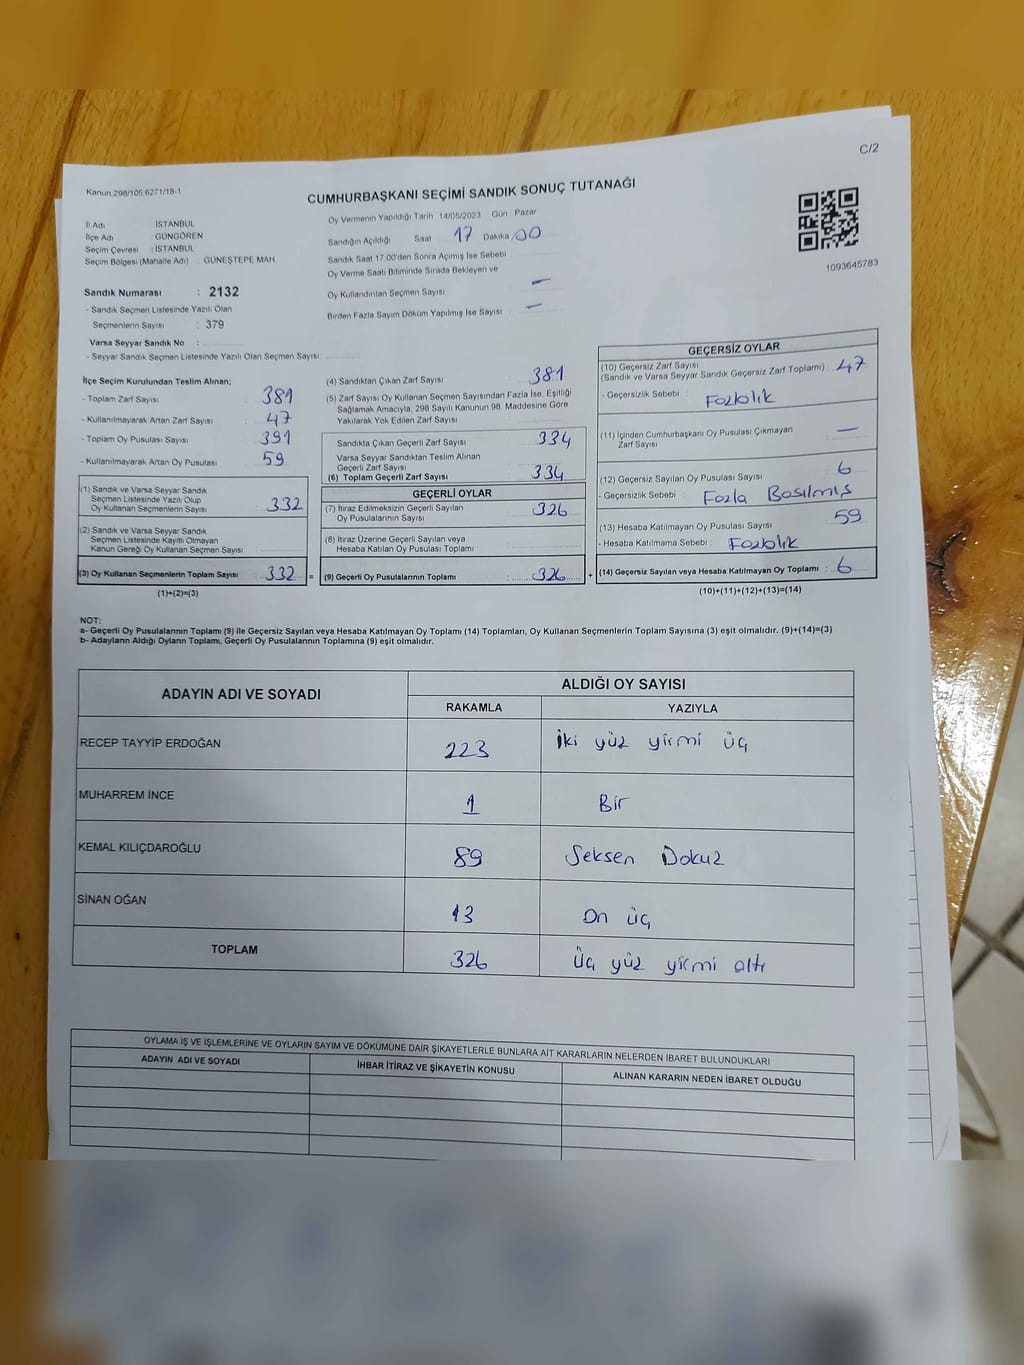 C/2
Kanun:298/105;6271/18-1
CUMHURBAŞKANI SEÇİMİ SANDIK SONUÇ TUTANAĞI
İl Adı : İSTANBUL
İlçe Adı : GÜNGÖREN
Seçim Çevresi : İSTANBUL
Seçim Bölgesi (Mahalle Adı) : GÜNEŞTEPE MAH
Sandık Numarası : 2132
- Sandık Seçmen Listesinde Yazılı Olan
Seçmenlerin Sayısı : 379
Varsa Seyyar Sandık No :
- Seyyar Sandık Seçmen Listesinde Yazılı Olan Seçmen Sayısı:
Oy Vermenin Yapıldığı Tarih 14/05/2023 Gün : Pazar
Sandığın Açıldığı Saat 17 Dakika 00
Sandık Saat 17:00'den Sonra Açımış İse Sebebi
Oy Verme Saati Bitiminde Sırada Bekleyen ve
Oy Kullandırılan Seçmen Sayısı : —
Birden Fazla Sayım Döküm Yapılmış İse Sayısı : —
1093645783
İlçe Seçim Kurulundan Teslim Alınan;
- Toplam Zarf Sayısı : 381
- Kullanılmayarak Artan Zarf Sayısı : 47
- Toplam Oy Pusulası Sayısı : 391
- Kullanılmayarak Artan Oy Pusulası : 59
(1) Sandık ve Varsa Seyyar Sandık
Seçmen Listesinde Yazılı Olup
Oy Kullanan Seçmenlerin Sayısı : 332
(2) Sandık ve Varsa Seyyar Sandık
Seçmen Listesinde Kayıtlı Olmayan
Kanun Gereği Oy Kullanan Seçmen Sayısı :
(3) Oy Kullanan Seçmenlerin Toplam Sayısı : 332 =
(1)+(2)=(3)
(4) Sandıktan Çıkan Zarf Sayısı : 381
(5) Zarf Sayısı Oy Kullanan Seçmen Sayısından Fazla İse, Eşitliği
Sağlamak Amacıyla, 298 Sayılı Kanunun 98. Maddesine Göre
Yakılarak Yok Edilen Zarf Sayısı :
Sandıkta Çıkan Geçerli Zarf Sayısı : 334
Varsa Seyyar Sandıktan Teslim Alınan
Geçerli Zarf Sayısı :
(6) Toplam Geçerli Zarf Sayısı : 334
GEÇERLİ OYLAR
(7) İtiraz Edilmeksizin Geçerli Sayılan
Oy Pusulalarının Sayısı : 326
(8) İtiraz Üzerine Geçerli Sayılan veya
Hesaba Katılan Oy Pusulası Toplamı :
(9) Geçerli Oy Pusulalarının Toplamı : 326 +
GEÇERSİZ OYLAR
(10) Geçersiz Zarf Sayısı
(Sandık ve Varsa Seyyar Sandık Geçersiz Zarf Toplamı) : 47
- Geçersizlik Sebebi : Fazlalık
(11) İçinden Cumhurbaşkanı Oy Pusulası Çıkmayan
Zarf Sayısı : —
(12) Geçersiz Sayılan Oy Pusulası Sayısı : 6
- Geçersizlik Sebebi : Fazla Basılmış
(13) Hesaba Katılmayan Oy Pusulası Sayısı : 59
- Hesaba Katılmama Sebebi : Fazlalık
(14) Geçersiz Sayılan veya Hesaba Katılmayan Oy Toplamı : 6
(10)+(11)+(12)+(13)=(14)
NOT:
a- Geçerli Oy Pusulalarının Toplamı (9) ile Geçersiz Sayılan veya Hesaba Katılmayan Oy Toplamı (14) Toplamları, Oy Kullanan Seçmenlerin Toplam Sayısına (3) eşit olmalıdır. (9)+(14)=(3)
b- Adayların Aldığı Oyların Toplamı, Geçerli Oy Pusulalarının Toplamına (9) eşit olmalıdır.
ADAYIN ADI VE SOYADI
ALDIĞI OY SAYISI
RAKAMLA YAZIYLA
RECEP TAYYİP ERDOĞAN 223 İki yüz yirmi üç
MUHARREM İNCE 1 Bir
KEMAL KILIÇDAROĞLU 89 Seksen Dokuz
SİNAN OĞAN 13 On üç
TOPLAM 326 Üç yüz yirmi altı
OYLAMA İŞ VE İŞLEMLERİNE VE OYLARIN SAYIM VE DÖKÜMÜNE DAİR ŞİKAYETLERLE BUNLARA AİT KARARLARIN NELERDEN İBARET BULUNDUKLARI
ADAYIN ADI VE SOYADI İHBAR İTİRAZ VE ŞİKAYETİN KONUSU ALINAN KARARIN NEDEN İBARET OLDUĞU